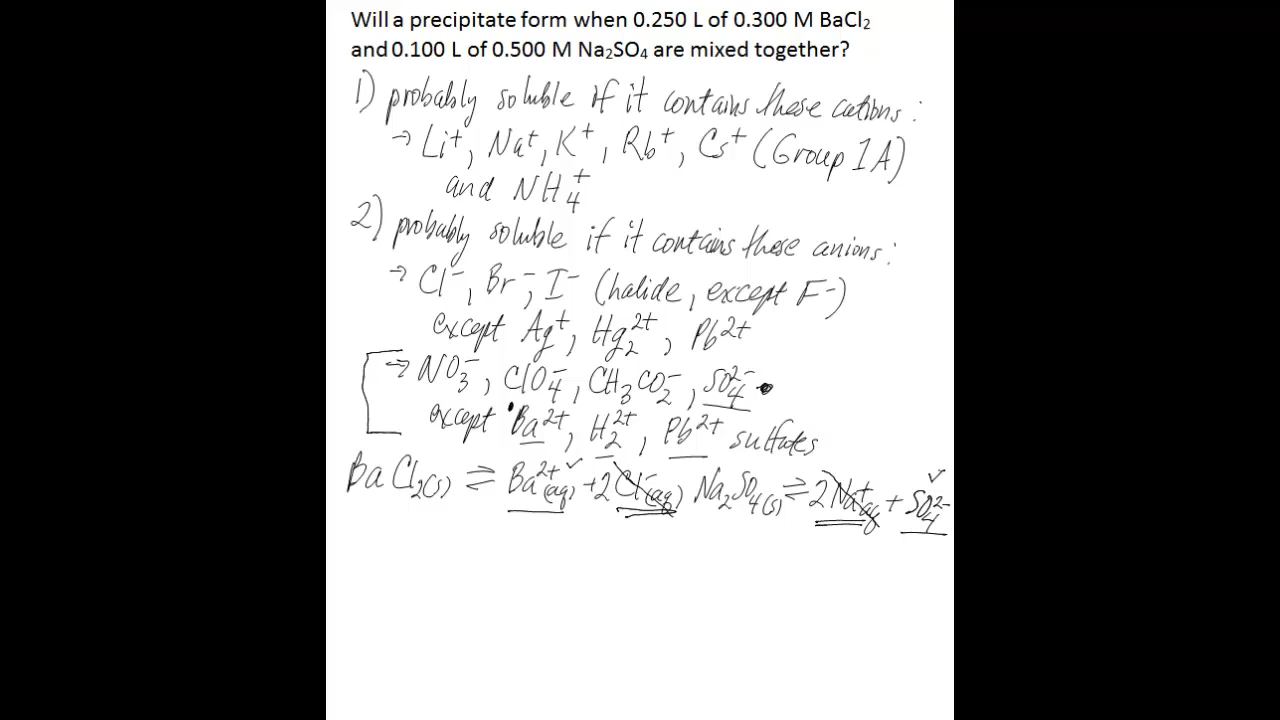 Will a precipitate form when 0.250 L of 0.300 M BaCl₂
and 0.100 L of 0.500 M Na₂SO₄ are mixed together?
1) probably soluble if it contains these cations:
→ Li⁺, Na⁺, K⁺, Rb⁺, Cs⁺ (Group 1A)
and NH₄⁺
2) probably soluble if it contains these anions:
→ Cl⁻, Br⁻, I⁻ (halide, except F⁻)
except Ag⁺, Hg₂²⁺, Pb²⁺
→ NO₃⁻, ClO₄⁻, CH₃CO₂⁻, SO₄²⁻
except Ba²⁺, H₂²⁺, Pb²⁺ sulfates
BaCl₂(s) ⇌ Ba²⁺(aq) + 2Cl⁻(aq) Na₂SO₄(s) ⇌ 2Na⁺aq + SO₄²⁻